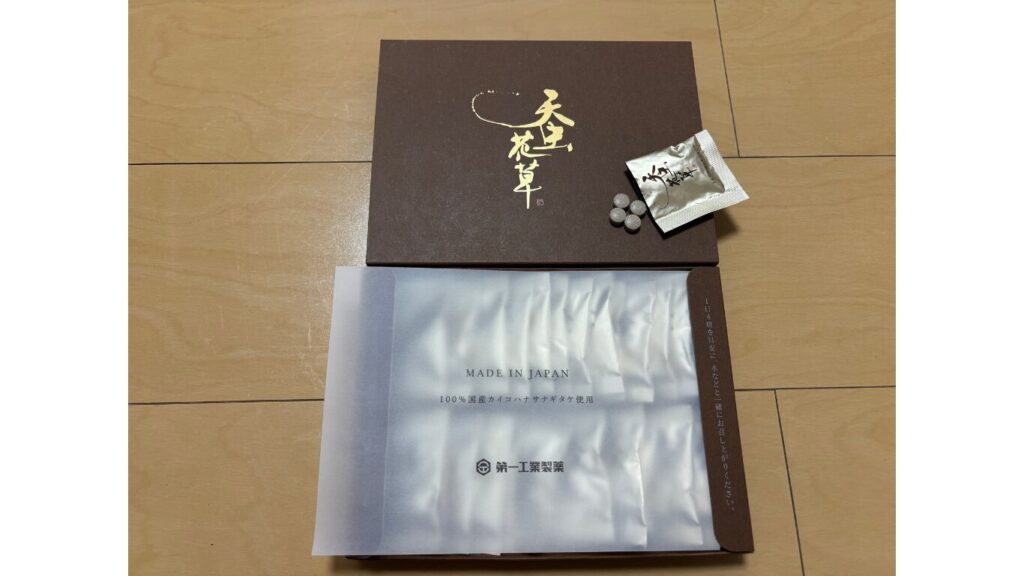 天虫
花草
天虫
花草
MADE IN JAPAN
100%国産カイコハナサナギタケ使用
第一工業製薬
1日4粒を目安に、水などと一緒にお召し上がりください。